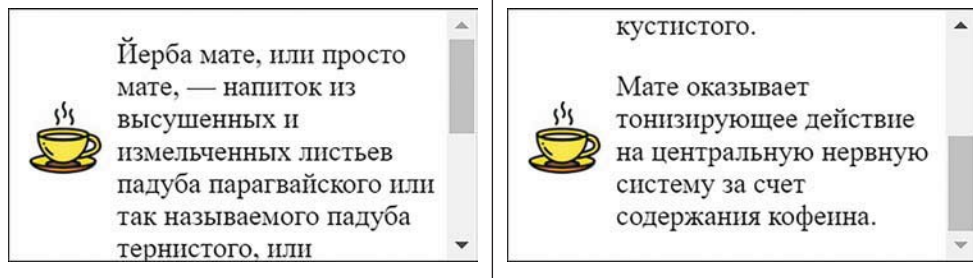 Йерба мате, или просто
мате, — напиток из
высушенных и
измельченных листьев
падуба парагвайского или
так называемого падуба
тернистого, или
кустистого.
Мате оказывает
тонизирующее действие
на центральную нервную
систему за счет
содержания кофеина.